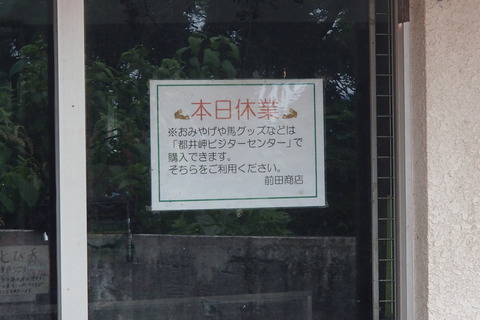 本日休業
※おみやげや馬グッズなどは
「都井岬ビジターセンター」で
購入できます。
そちらをご利用ください。
前田商店